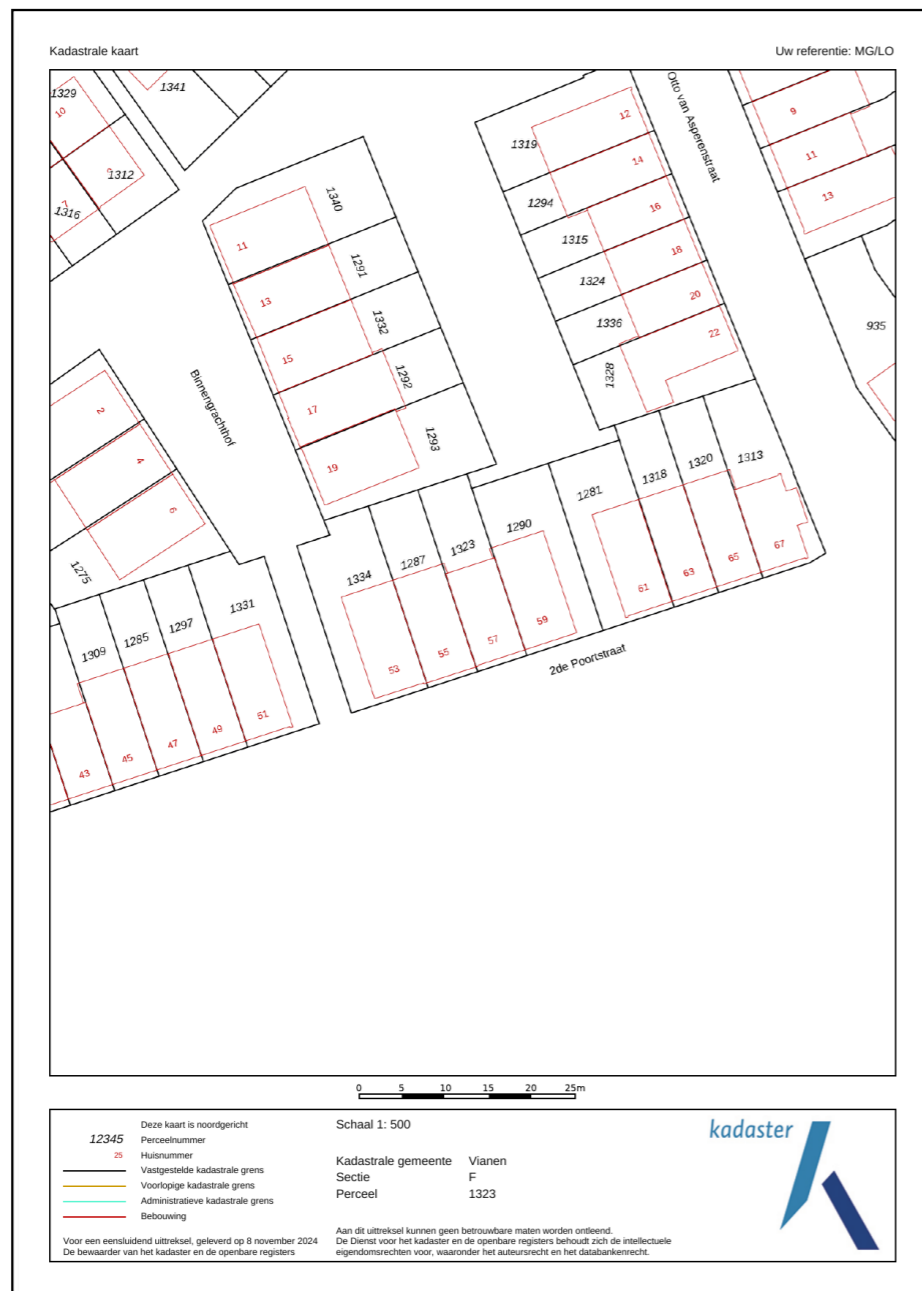 Kadastrale kaart
Uw referentie: MG/LO
1329
10
1341
1312
7
1316
1340
11
1291
13
1332
15
1292
17
1293
19
Binnengrachthof
2
4
6
1275
1319
12
1294
14
1315
16
1324
18
1336
20
1328
22
Otto van Asperenstraat
9
11
13
935
1334
1287
1323
1290
1281
1318
1320
1313
53
55
57
59
61
63
65
67
2de Poortstraat
1309
1285
1297
1331
43
45
47
49
51
0 5 10 15 20 25m
Deze kaart is noordgericht
12345 Perceelnummer
25 Huisnummer
Vastgestelde kadastrale grens
Voorlopige kadastrale grens
Administratieve kadastrale grens
Bebouwing
Voor een eensluidend uittreksel, geleverd op 8 november 2024
De bewaarder van het kadaster en de openbare registers
Schaal 1: 500
Kadastrale gemeente Vianen
Sectie F
Perceel 1323
Aan dit uittreksel kunnen geen betrouwbare maten worden ontleend.
De Dienst voor het kadaster en de openbare registers behoudt zich de intellectuele
eigendomsrechten voor, waaronder het auteursrecht en het databankenrecht.
kadaster